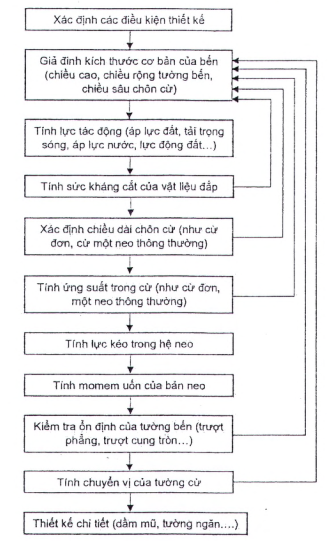 Xác định các điều kiện thiết kế
Giả định kích thước cơ bản của bến
(chiều cao, chiều rộng tường bến,
chiều sâu chôn cừ)
Tính lực tác động (áp lực đất, tải trọng
sóng, áp lực nước, lực động đất...)
Tính sức kháng cắt của vật liệu đắp
Xác định chiều dài chôn cừ (như cừ
đơn, cừ một neo thông thường)
Tính ứng suất trong cừ (như cừ đơn,
một neo thông thường)
Tính lực kéo trong hệ neo
Tính momem uốn của bản neo
Kiểm tra ổn định của tường bến (trượt
phẳng, trượt cung tròn...)
Tính chuyển vị của tường cừ
Thiết kế chi tiết (dầm mũ, tường ngăn....)